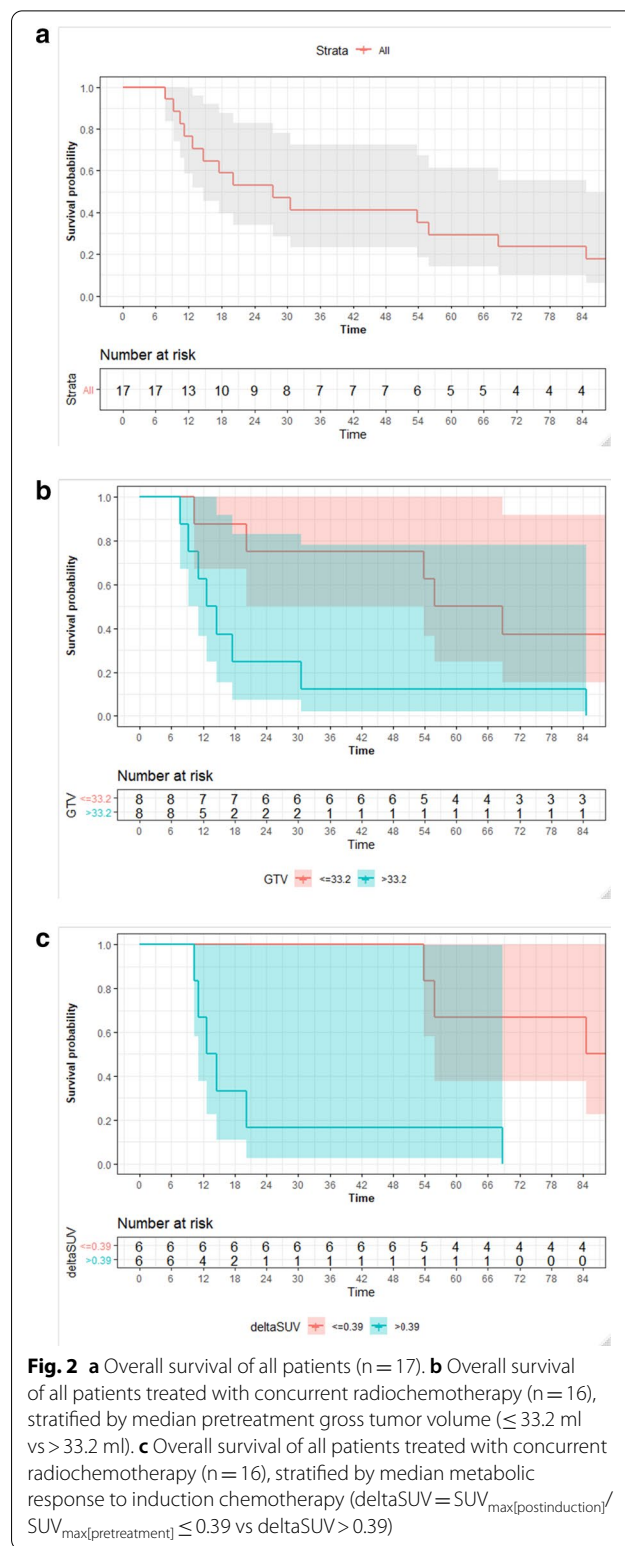 a
Strata All
1.0
0.8
0.6
0.4
0.2
0.0
Survival probability
0 6 12 18 24 30 36 42 48 54 60 66 72 78 84
Time
Number at risk
Strata
All 17 17 13 10 9 8 7 7 7 6 5 5 4 4 4
0 6 12 18 24 30 36 42 48 54 60 66 72 78 84
Time
b
1.0
0.8
0.6
0.4
0.2
0.0
Survival probability
0 6 12 18 24 30 36 42 48 54 60 66 72 78 84
Time
Number at risk
GTV
<=33.2 8 8 7 7 6 6 6 6 6 5 4 4 3 3 3
>33.2 8 8 5 2 2 2 1 1 1 1 1 1 1 1 1
0 6 12 18 24 30 36 42 48 54 60 66 72 78 84
Time
GTV <=33.2 >33.2
c
1.0
0.8
0.6
0.4
0.2
0.0
Survival probability
0 6 12 18 24 30 36 42 48 54 60 66 72 78 84
Time
Number at risk
deltaSUV
<=0.39 6 6 6 6 6 6 6 6 6 5 4 4 4 4 4
>0.39 6 6 4 2 1 1 1 1 1 1 1 1 0 0 0
0 6 12 18 24 30 36 42 48 54 60 66 72 78 84
Time
deltaSUV <=0.39 >0.39
Fig. 2 a Overall survival of all patients (n = 17). b Overall survival
of all patients treated with concurrent radiochemotherapy (n = 16),
stratified by median pretreatment gross tumor volume (≤ 33.2 ml
vs > 33.2 ml). c Overall survival of all patients treated with concurrent
radiochemotherapy (n = 16), stratified by median metabolic
response to induction chemotherapy (deltaSUV = SUVmax[postinduction]/
SUVmax[pretreatment] ≤ 0.39 vs deltaSUV > 0.39)